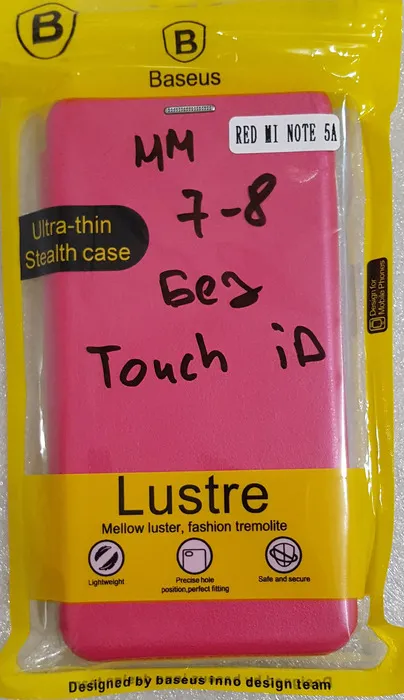 B
B
Baseus
RED MI NOTE 5A
мм
7-8
Без
Touch iD
Ultra-thin
Stealth case
Design for
Mobile Phones
Lustre
Mellow luster, fashion tremolite
Lightweight
Precise hole
position,perfect fitting
Safe and secure
Designed by baseus inno design team